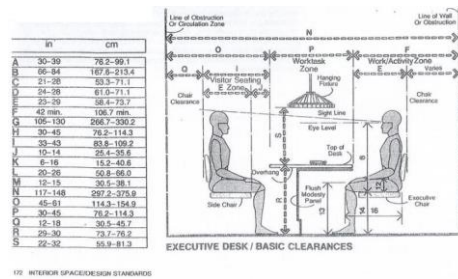 in cm
A 30–39 76.2–99.1
B 66–84 167.6–213.4
C 21–28 53.3–71.1
D 24–28 61.0–71.1
E 23–29 58.4–73.7
F 42 min. 106.7 min.
G 105–130 266.7–330.2
H 30–45 76.2–114.3
I 33–43 83.8–109.2
J 10–14 25.4–35.6
K 6–16 15.2–40.6
L 20–26 50.8–66.0
M 12–15 30.5–38.1
N 117–148 297.2–375.9
O 45–61 114.3–154.9
P 30–45 76.2–114.3
Q 12–18 30.5–45.7
R 29–30 73.7–76.2
S 22–32 55.9–81.3
172 INTERIOR SPACE/DESIGN STANDARDS
Line of Obstruction
Or Circulation Zone
Line of Wall
Or Obstruction
N
O P F
Worktask
Zone
Work/Activity Zone
Q I
E Varies
Visitor Seating
E Zone J
Hanging
Fixture
Chair
Clearance
Chair
Clearance
Sight Line
Eye Level
S
Top of
Desk
Overhang
Flush
Modesty
Panel
R
Side Chair
Executive
Chair
16
EXECUTIVE DESK / BASIC CLEARANCES